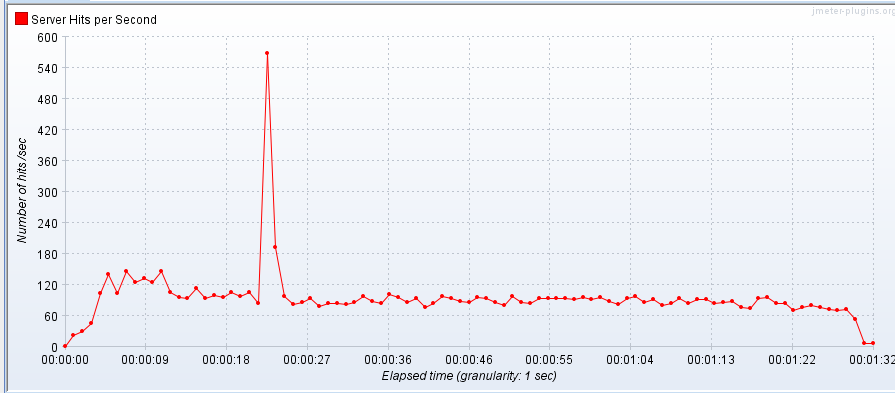 jmeter-plugins.org
Server Hits per Second
600
540
480
420
360
300
240
180
120
60
0
Number of hits /sec
00:00:00 00:00:09 00:00:18 00:00:27 00:00:36 00:00:46 00:00:55 00:01:04 00:01:13 00:01:22 00:01:32
Elapsed time (granularity: 1 sec)